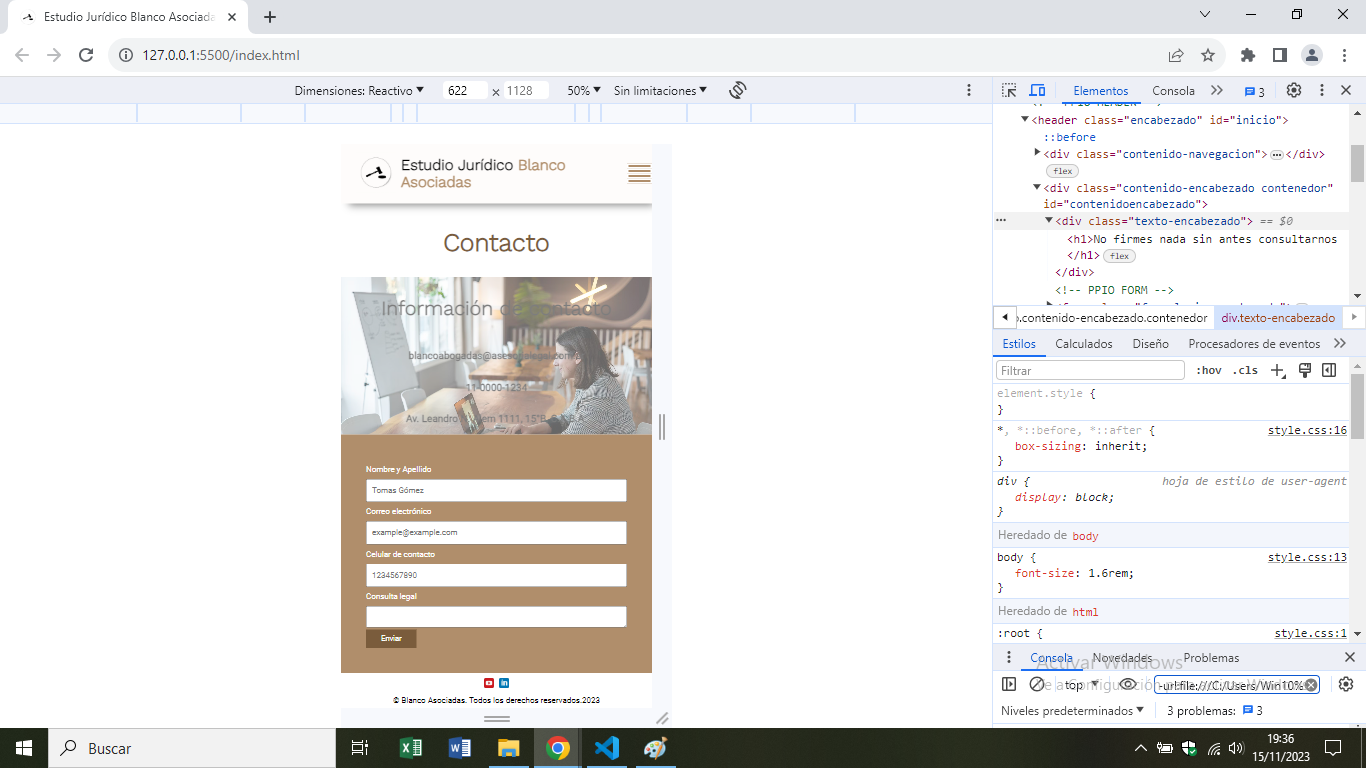 Estudio Jurídico Blanco Asociada
127.0.0.1:5500/index.html
Dimensiones: Reactivo ▼ 622 × 1128 50% ▼ Sin limitaciones ▼
Elementos Consola 3
<header class="encabezado" id="inicio">
::before
<div class="contenido-navegacion"> </div>
flex
<div class="contenido-encabezado contenedor"
id="contenidoencabezado">
<div class="texto-encabezado"> == $0
<h1>No firmes nada sin antes consultarnos
</h1> flex
</div>
<!-- PPIO FORM -->
o.contenido-encabezado.contenedor div.texto-encabezado
Estilos Calculados Diseño Procesadores de eventos
Filtrar :hov .cls
element.style {
}
*, *::before, *::after { style.css:16
box-sizing: inherit;
}
div { hoja de estilo de user-agent
display: block;
}
Heredado de body
body { style.css:13
font-size: 1.6rem;
}
Heredado de html
:root { style.css:1
Consola Novedades Problemas
Activar Windows
top ▼ -url:file:///C:/Users/Win10%
Niveles predeterminados ▼ 3 problemas: 3
Estudio Jurídico Blanco
Asociadas
Contacto
Información de contacto
11-0000-1234
Nombre y Apellido
Tomas Gómez
Correo electrónico
example@example.com
Celular de contacto
1234567890
Consulta legal
Enviar
© Blanco Asociadas. Todos los derechos reservados.2023
Buscar
19:36
15/11/2023